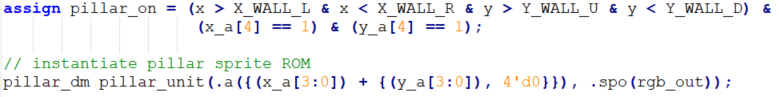 assign pillar_on = (x > X_WALL_L & x < X_WALL_R & y > Y_WALL_U & y < Y_WALL_D) &
(x_a[4] == 1) & (y_a[4] == 1);
// instantiate pillar sprite ROM
pillar_dm pillar_unit(.a({(x_a[3:0]) + {(y_a[3:0]), 4'd0}}), .spo(rgb_out));